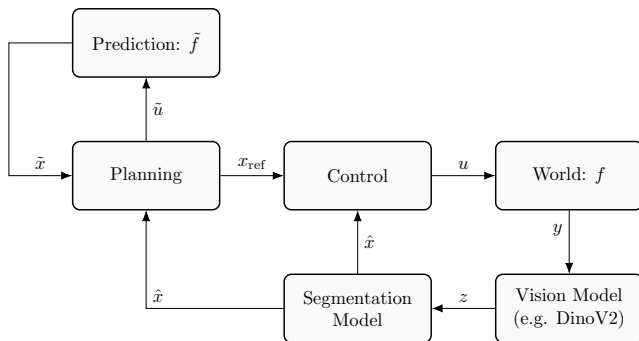 Prediction: f̃
ũ
x̃
Planning
x_ref
Control
u
World: f
x̂
y
x̂
Segmentation
Model
z
Vision Model
(e.g. DinoV2)